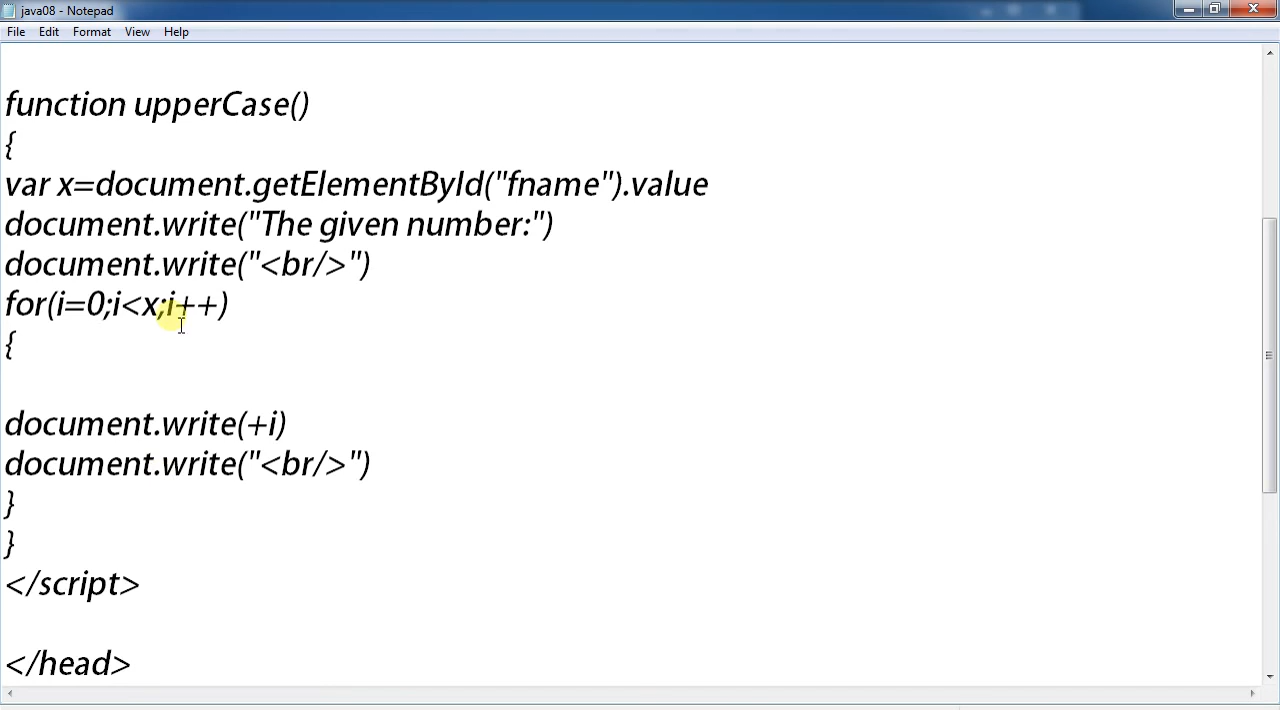 java08 - Notepad
File Edit Format View Help
function upperCase()
{
var x=document.getElementById("fname").value
document.write("The given number:")
document.write("<br/>")
for(i=0;i<x;i++)
{
document.write(+i)
document.write("<br/>")
}
}
</script>
</head>